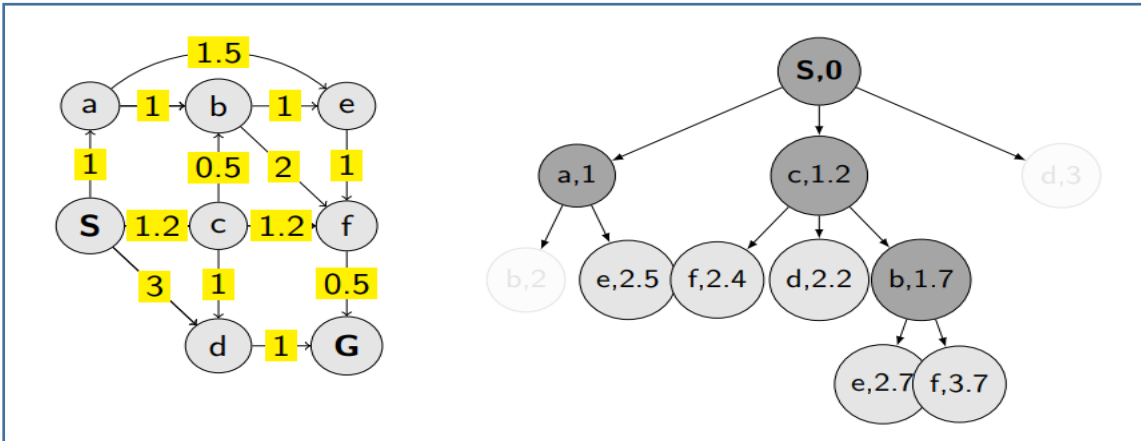 1.5
a 1 b 1 e
1 0.5 2 1
S 1.2 c 1.2 f
3 1 0.5
d 1 G
S,0
a,1 c,1.2 d,3
b,2 e,2.5 f,2.4 d,2.2 b,1.7
e,2.7 f,3.7